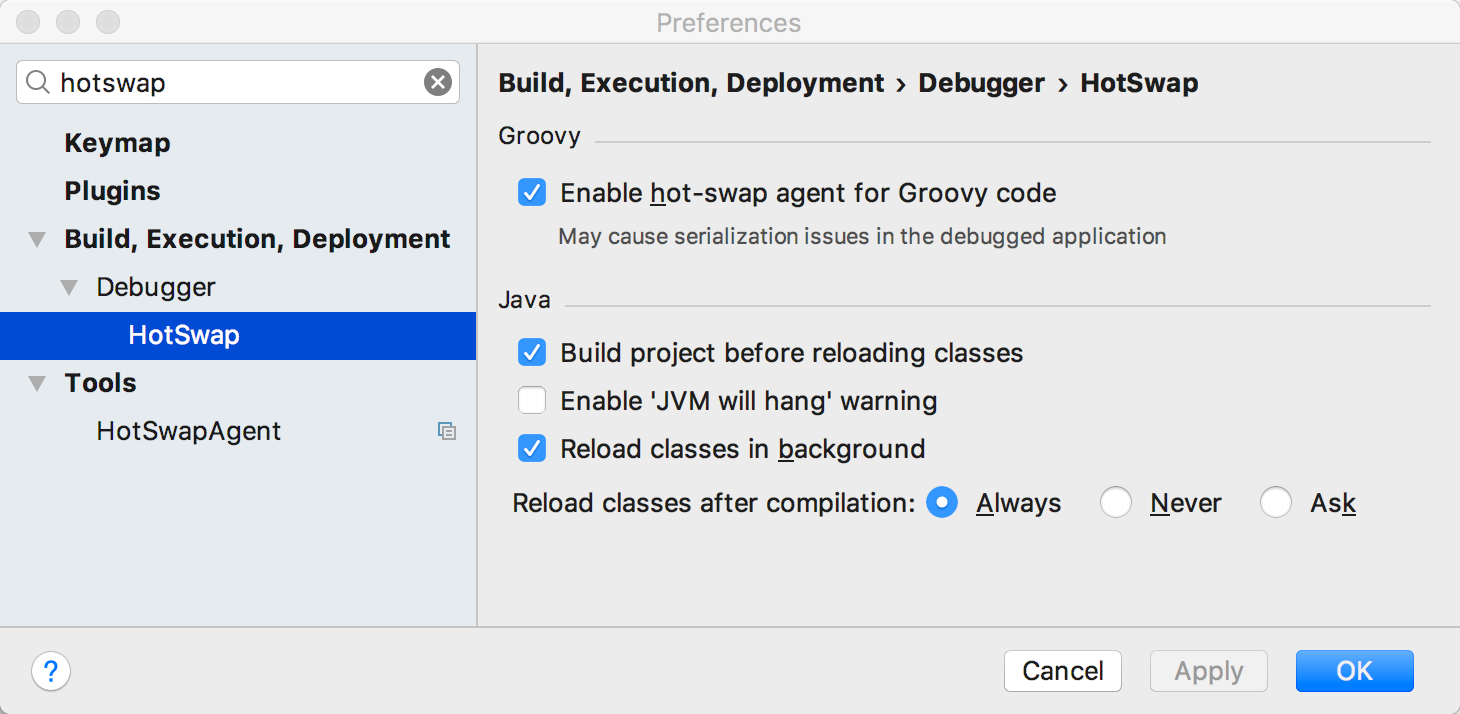 Preferences
hotswap
Keymap
Plugins
Build, Execution, Deployment
Debugger
HotSwap
Tools
HotSwapAgent
Build, Execution, Deployment › Debugger › HotSwap
Groovy
Enable hot-swap agent for Groovy code
May cause serialization issues in the debugged application
Java
Build project before reloading classes
Enable 'JVM will hang' warning
Reload classes in background
Reload classes after compilation: Always Never Ask
? Cancel Apply OK